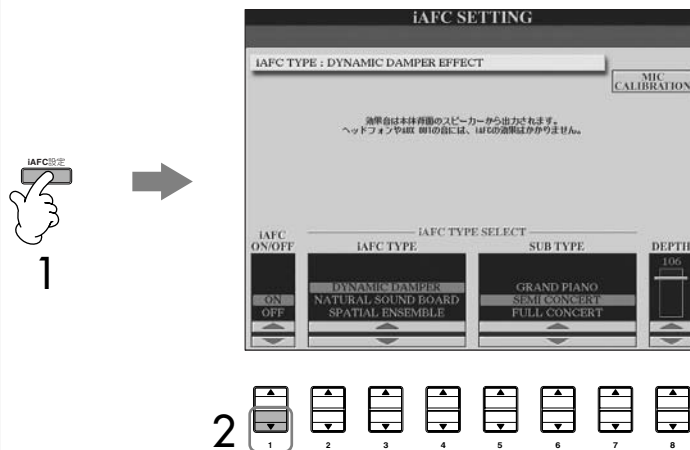 iAFC SETTING
iAFC TYPE : DYNAMIC DAMPER EFFECT
MIC
CALIBRATION
効果音は本体背面のスピーカーから出力されます。
ヘッドフォンやAUX OUTの音には、iAFCの効果はかかりません。
iAFC設定
1
iAFC TYPE SELECT
iAFC
ON/OFF
iAFC TYPE
SUB TYPE
DEPTH
106
DYNAMIC DAMPER
GRAND PIANO
ON
NATURAL SOUND BOARD
SEMI CONCERT
OFF
SPATIAL ENSEMBLE
FULL CONCERT
2
1 2 3 4 5 6 7 8